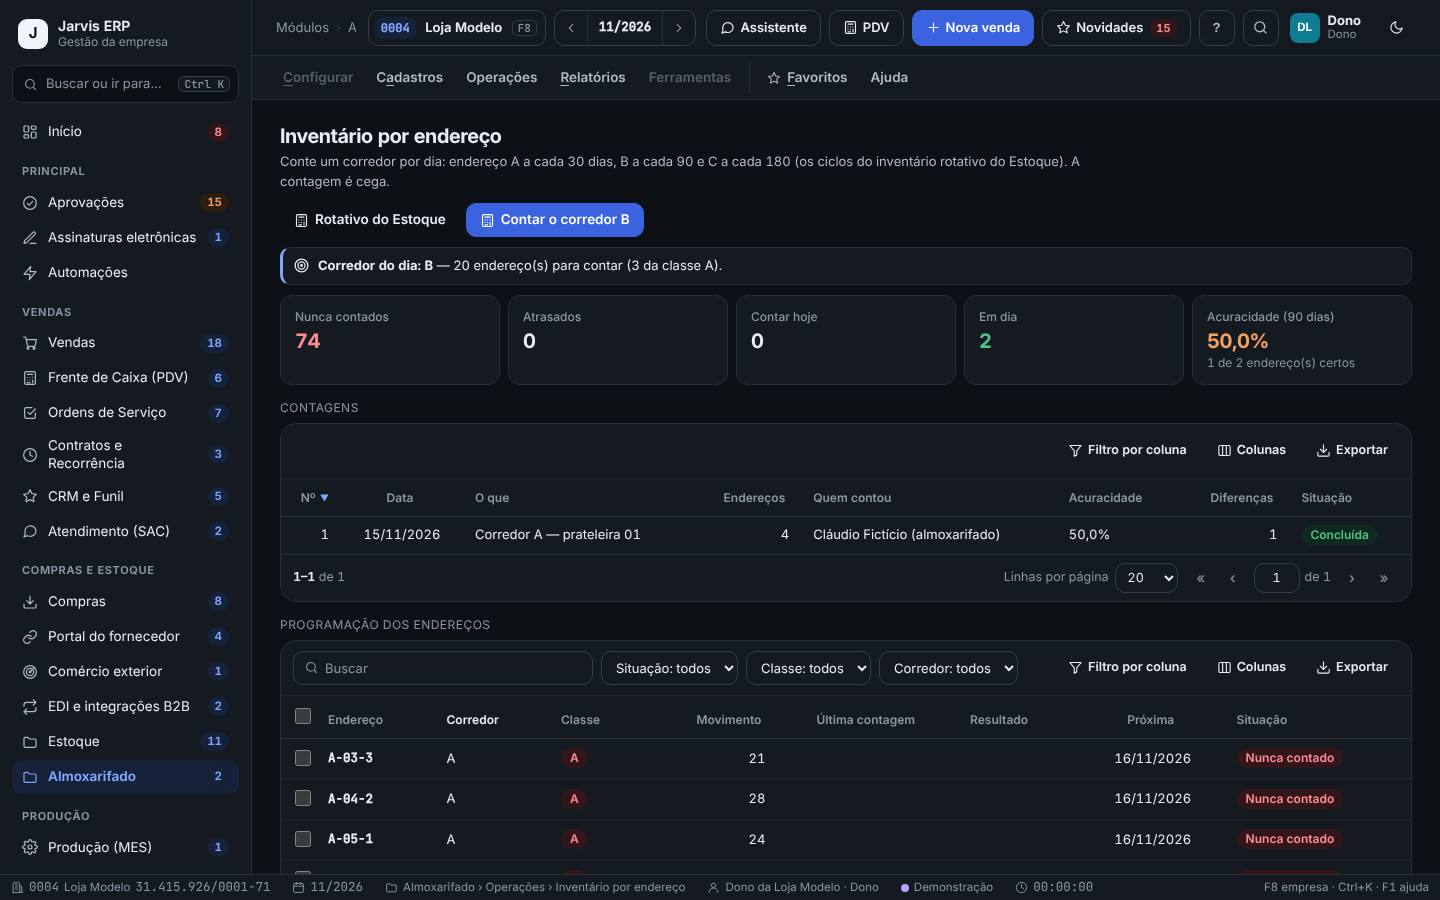 J
Jarvis ERP
Gestão da empresa
Buscar ou ir para...
Ctrl K
Início
8
PRINCIPAL
Aprovações
15
Assinaturas eletrônicas
1
Automações
VENDAS
Vendas
18
Frente de Caixa (PDV)
6
Ordens de Serviço
7
Contratos e
Recorrência
3
CRM e Funil
5
Atendimento (SAC)
2
COMPRAS E ESTOQUE
Compras
8
Portal do fornecedor
4
Comércio exterior
1
EDI e integrações B2B
2
Estoque
11
Almoxarifado
2
PRODUÇÃO
Produção (MES)
1
Módulos › A
0004 Loja Modelo F8
‹ 11/2026 ›
Assistente
PDV
+ Nova venda
Novidades 15
?
DL
Dono
Dono
Configurar
Cadastros
Operações
Relatórios
Ferramentas
Favoritos
Ajuda
Inventário por endereço
Conte um corredor por dia: endereço A a cada 30 dias, B a cada 90 e C a cada 180 (os ciclos do inventário rotativo do Estoque). A
contagem é cega.
Rotativo do Estoque
Contar o corredor B
Corredor do dia: B — 20 endereço(s) para contar (3 da classe A).
Nunca contados
74
Atrasados
0
Contar hoje
0
Em dia
2
Acuracidade (90 dias)
50,0%
1 de 2 endereço(s) certos
CONTAGENS
Filtro por coluna
Colunas
Exportar
Nº ▼ Data O que Endereços Quem contou Acuracidade Diferenças Situação
1 15/11/2026 Corredor A — prateleira 01 4 Cláudio Fictício (almoxarifado) 50,0% 1 Concluída
1–1 de 1
Linhas por página 20 « ‹ 1 de 1 › »
PROGRAMAÇÃO DOS ENDEREÇOS
Buscar
Situação: todos
Classe: todos
Corredor: todos
Filtro por coluna
Colunas
Exportar
Endereço Corredor Classe Movimento Última contagem Resultado Próxima Situação
A-03-3 A A 21 16/11/2026 Nunca contado
A-04-2 A A 28 16/11/2026 Nunca contado
A-05-1 A A 24 16/11/2026 Nunca contado
0004 Loja Modelo 31.415.926/0001-71
11/2026
Almoxarifado › Operações › Inventário por endereço
Dono da Loja Modelo · Dono
Demonstração
00:00:00
F8 empresa · Ctrl+K · F1 ajuda